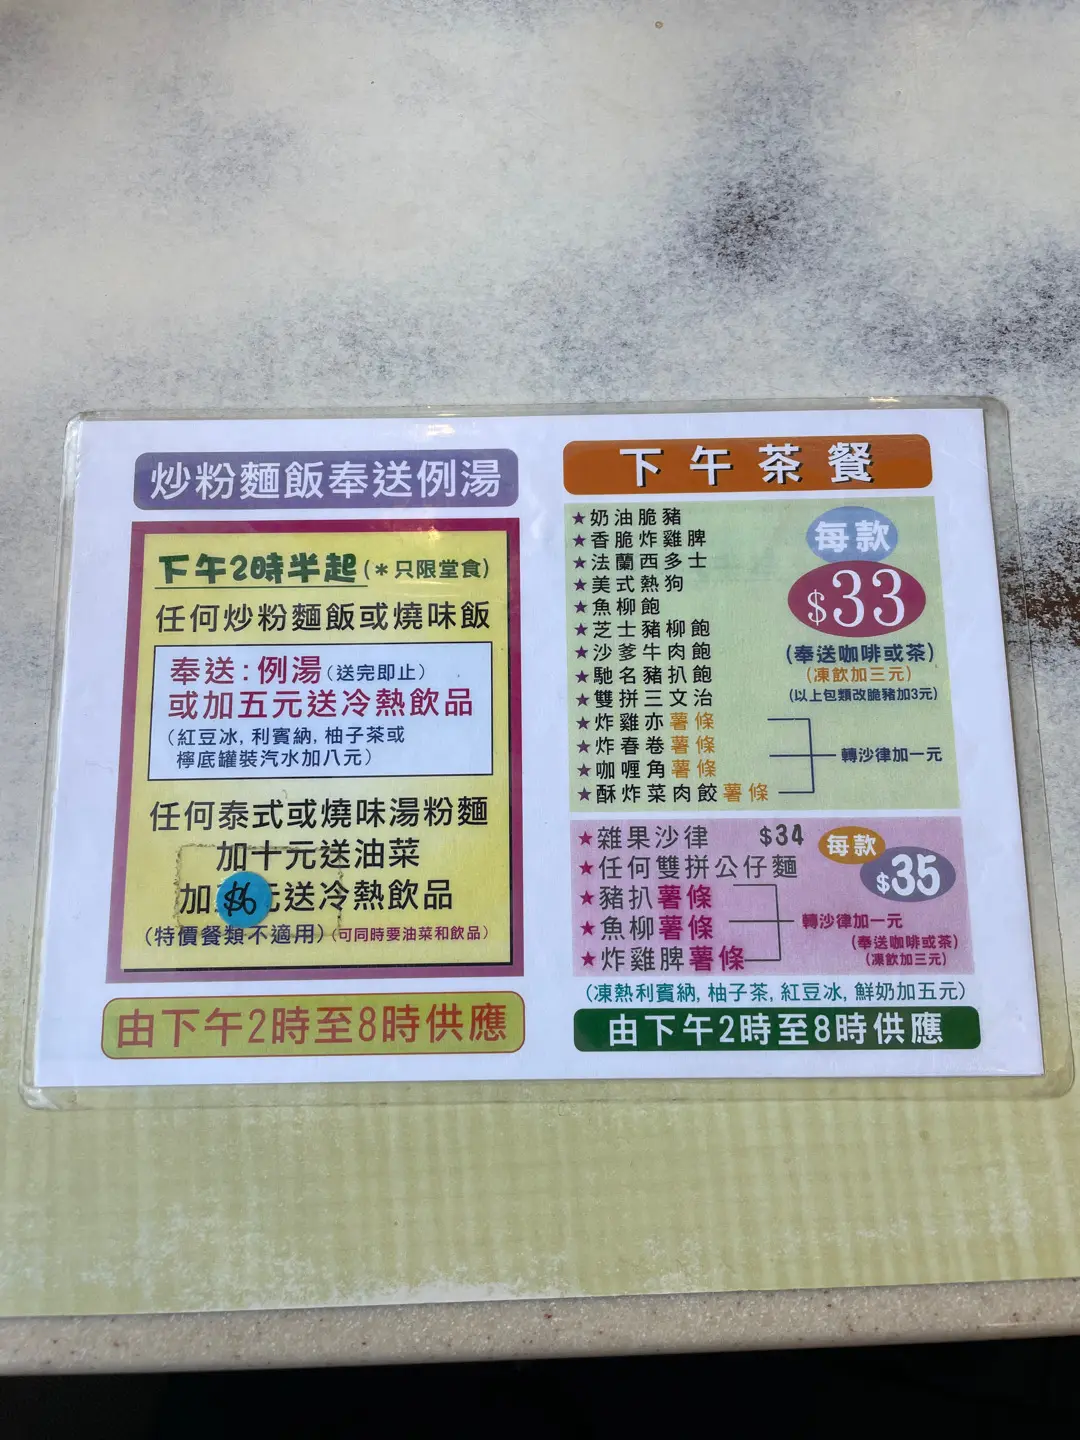 炒粉麵飯奉送例湯
下午2時半起(*只限堂食)
任何炒粉麵飯或燒味飯
奉送:例湯(送完即止)
或加五元送冷熱飲品
(紅豆冰, 利賓納, 柚子茶或
檸底罐裝汽水加八元)
任何泰式或燒味湯粉麵
加十元送油菜
加$6元送冷熱飲品
(特價餐類不適用)(可同時要油菜和飲品)
由下午2時至8時供應
下午茶餐
★奶油脆豬
★香脆炸雞脾
★法蘭西多士
★美式熱狗
★魚柳飽
★芝士豬柳飽
★沙爹牛肉飽
★馳名豬扒飽
★雙拼三文治
★炸雞亦薯條
★炸春卷薯條
★咖喱角薯條
★酥炸菜肉餃薯條
每款
$33
(奉送咖啡或茶)
(凍飲加三元)
(以上包類改脆豬加3元)
轉沙律加一元
★雜果沙律 $34
★任何雙拼公仔麵
★豬扒薯條
★魚柳薯條
★炸雞脾薯條
每款
$35
轉沙律加一元
(奉送咖啡或茶)
(凍飲加三元)
(凍熱利賓納, 柚子茶, 紅豆冰, 鮮奶加五元)
由下午2時至8時供應